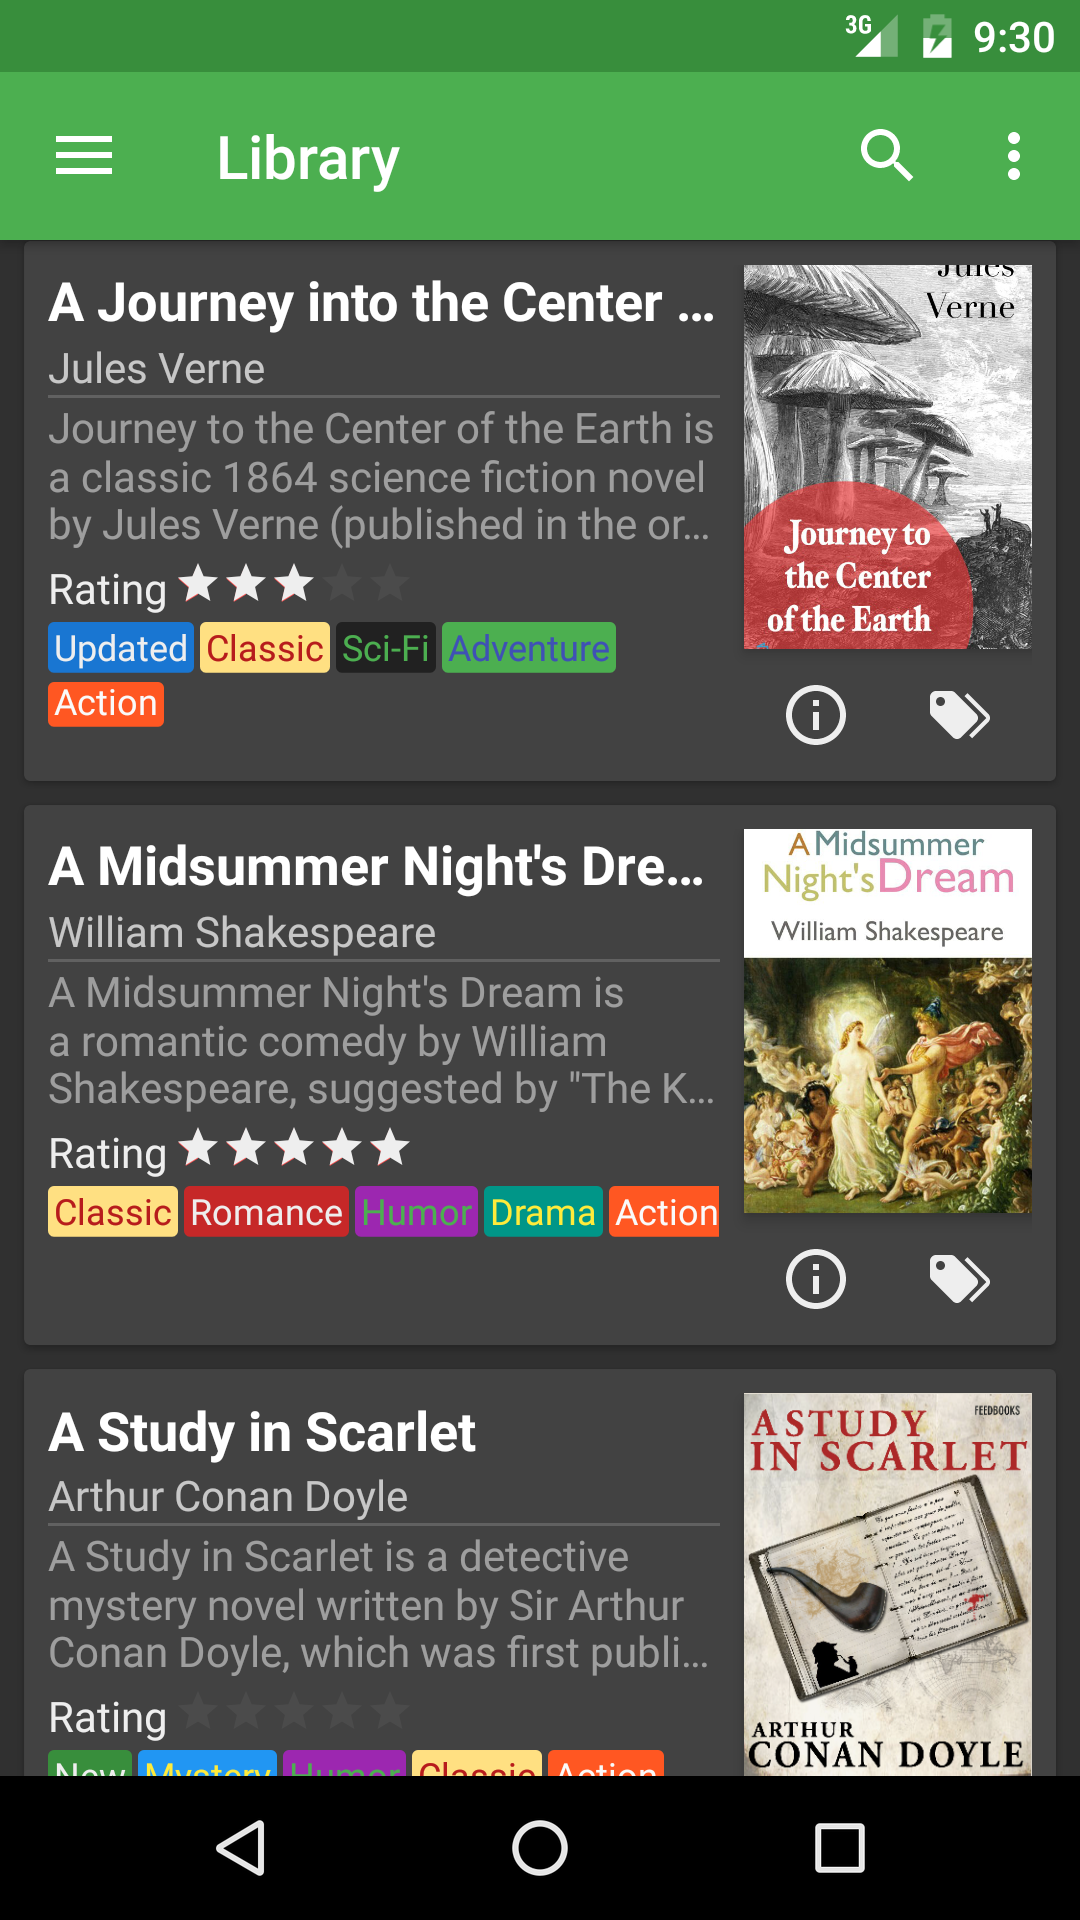 3G 9:30
Library
A Journey into the Center ...
Jules Verne
Journey to the Center of the Earth is
a classic 1864 science fiction novel
by Jules Verne (published in the or...
Rating
Updated Classic Sci-Fi Adventure
Action
Jules
Verne
Journey to
the Center
of the Earth
A Midsummer Night's Dre...
William Shakespeare
A Midsummer Night's Dream is
a romantic comedy by William
Shakespeare, suggested by "The K...
Rating
Classic Romance Humor Drama Action
A Midsummer
Night's Dream
William Shakespeare
A Study in Scarlet
Arthur Conan Doyle
A Study in Scarlet is a detective
mystery novel written by Sir Arthur
Conan Doyle, which was first publi...
Rating
New Mystery Humor Classic Action
FEEDBOOKS
A STUDY
IN SCARLET
ARTHUR
CONAN DOYLE